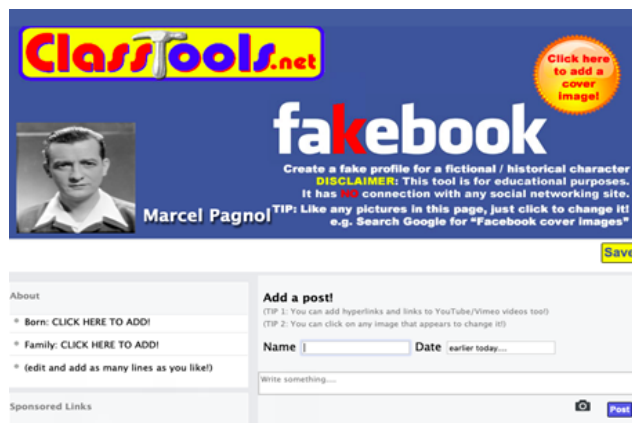 ClassTools.net
Click here
to add a
cover
image!
fakebook
Create a fake profile for a fictional / historical character
DISCLAIMER: This tool is for educational purposes.
It has NO connection with any social networking site.
Marcel Pagnol
TIP: Like any pictures in this page, just click to change it!
e.g. Search Google for "Facebook cover images"
Save
About
Born: CLICK HERE TO ADD!
Family: CLICK HERE TO ADD!
(edit and add as many lines as you like!)
Sponsored Links
Add a post!
(TIP 1: You can add hyperlinks and links to YouTube/Vimeo videos too!)
(TIP 2: You can click on any image that appears to change it!)
Name Date earlier today....
Write something....
Post